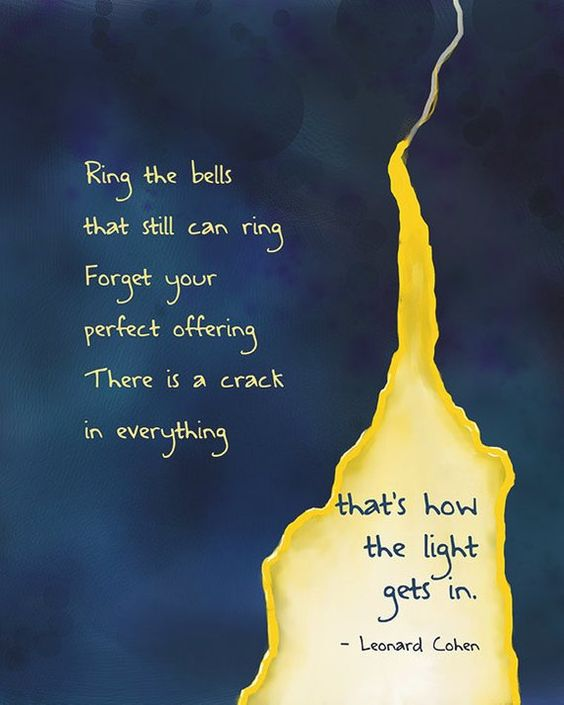 Ring the bells
that still can ring
Forget your
perfect offering
There is a crack
in everything
that's how
the light
gets in.
- Leonard Cohen